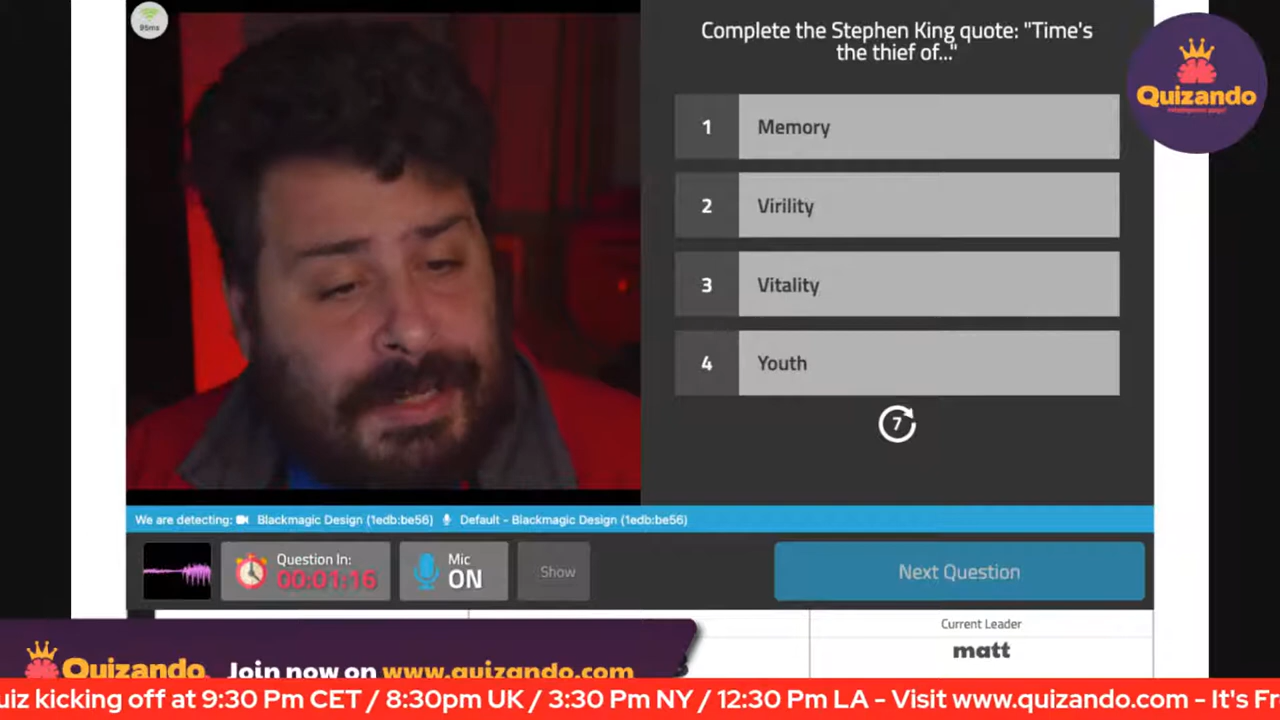 95ms
Complete the Stephen King quote: "Time's
the thief of..."
Quizando
1 Memory
2 Virility
3 Vitality
4 Youth
7
We are detecting: Blackmagic Design (1edb:be56) Default - Blackmagic Design (1edb:be56)
Question In:
00:01:16
Mic
ON
Show
Next Question
Current Leader
matt
Quizando Join now on www.quizando.com
uiz kicking off at 9:30 Pm CET / 8:30pm UK / 3:30 Pm NY / 12:30 Pm LA - Visit www.quizando.com - It's Fr